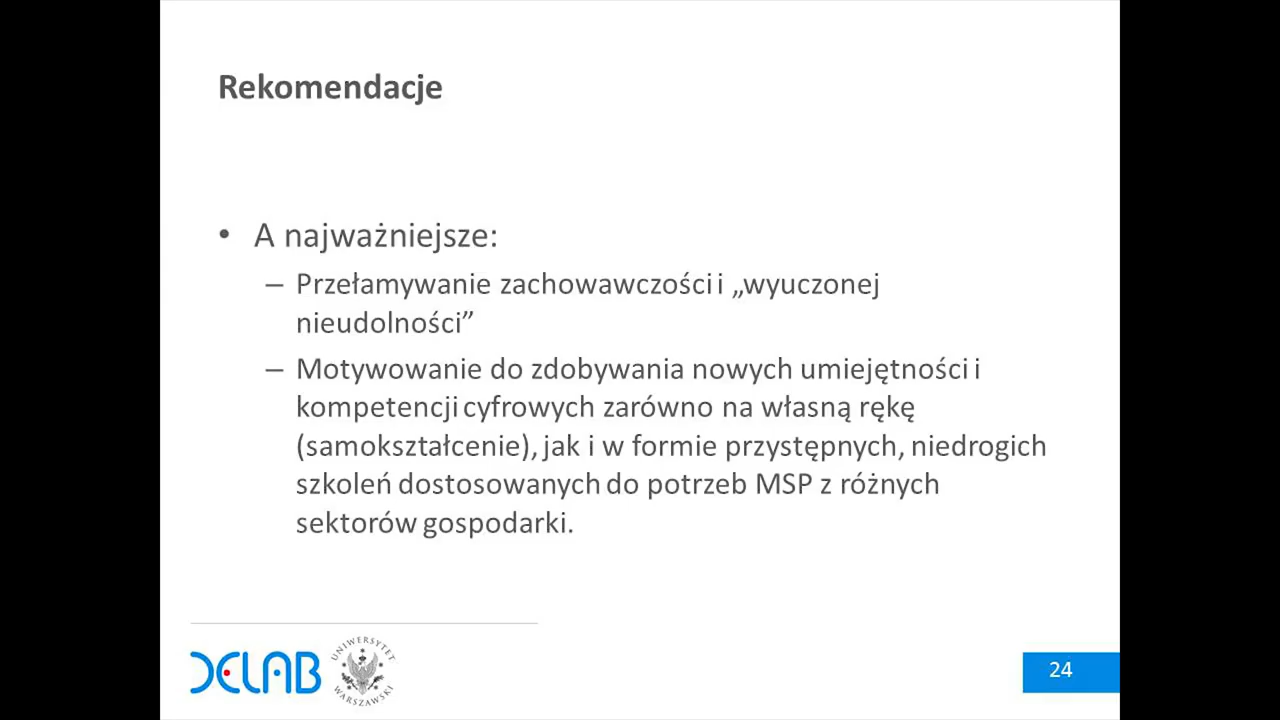 Rekomendacje
• A najważniejsze:
– Przełamywanie zachowawczości i „wyuczonej
nieudolności”
– Motywowanie do zdobywania nowych umiejętności i
kompetencji cyfrowych zarówno na własną rękę
(samokształcenie), jak i w formie przystępnych, niedrogich
szkoleń dostosowanych do potrzeb MSP z różnych
sektorów gospodarki.
DELAB
UNIWERSYTET
WARSZAWSKI
24